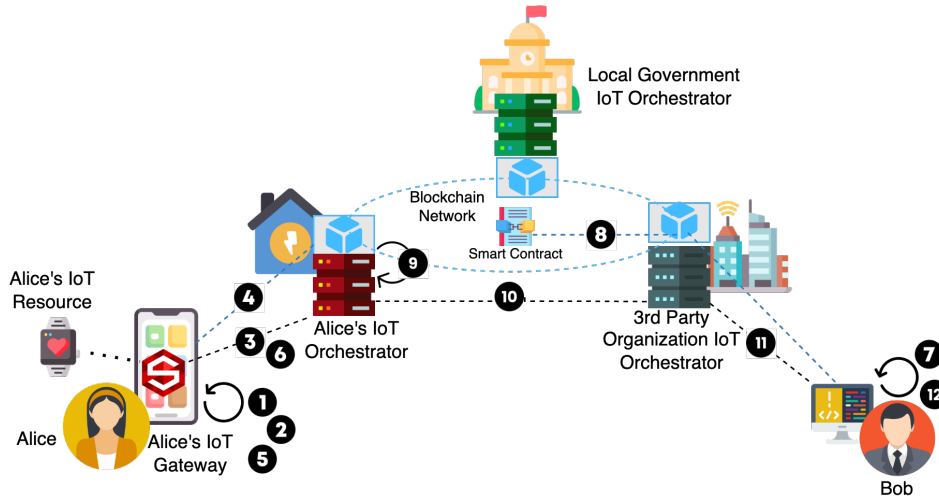 Local Government
IoT Orchestrator
Blockchain
Network
Smart Contract
8
9
Alice's IoT
Resource
4
10
3
6
Alice's IoT
Orchestrator
3rd Party
Organization IoT
Orchestrator
11
7
12
1
2
5
Alice
Alice's IoT
Gateway
Bob